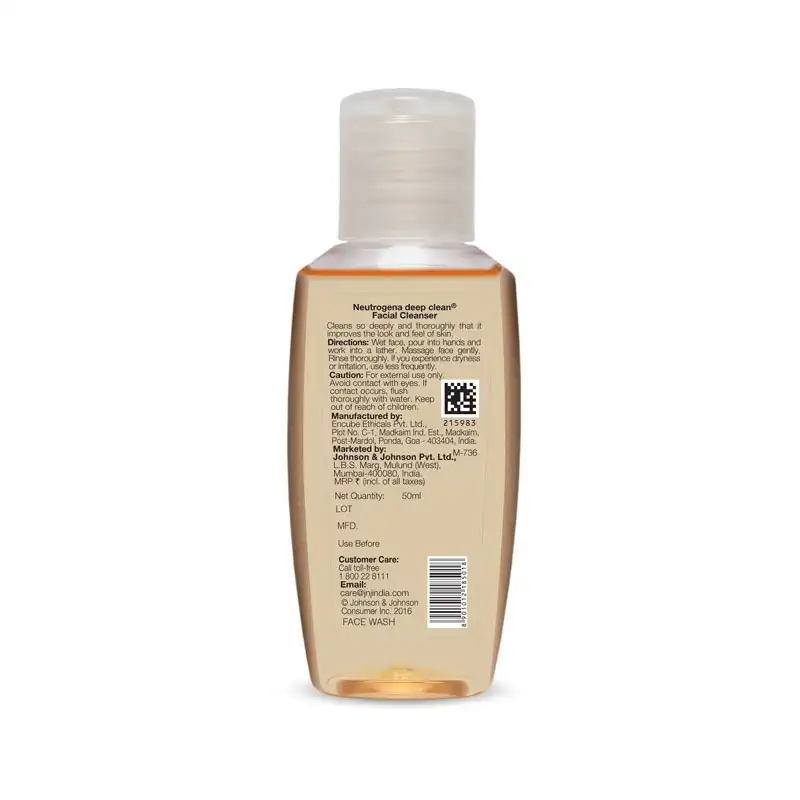 Neutrogena deep clean®
Facial Cleanser
Cleans so deeply and thoroughly that it
improves the look and feel of skin.
Directions: Wet face, pour into hands and
work into a lather. Massage face gently.
Rinse thoroughly. If you experience dryness
or irritation, use less frequently.
Caution: For external use only.
Avoid contact with eyes. If
contact occurs, flush
thoroughly with water. Keep
out of reach of children.
215983
Manufactured by:
Encube Ethicals Pvt. Ltd.,
Plot No. C-1, Madkaim Ind. Est., Madkaim,
Post-Mardol, Ponda, Goa - 403404, India.
Marketed by:
Johnson & Johnson Pvt. Ltd., M-736
L.B.S. Marg, Mulund (West),
Mumbai-400080, India.
MRP ₹ (incl. of all taxes)
Net Quantity: 50ml
LOT
MFD.
Use Before
Customer Care:
Call toll-free
1 800 22 8111
Email:
care@jnjindia.com
© Johnson & Johnson
Consumer Inc. 2016
FACE WASH
8 901012 185018